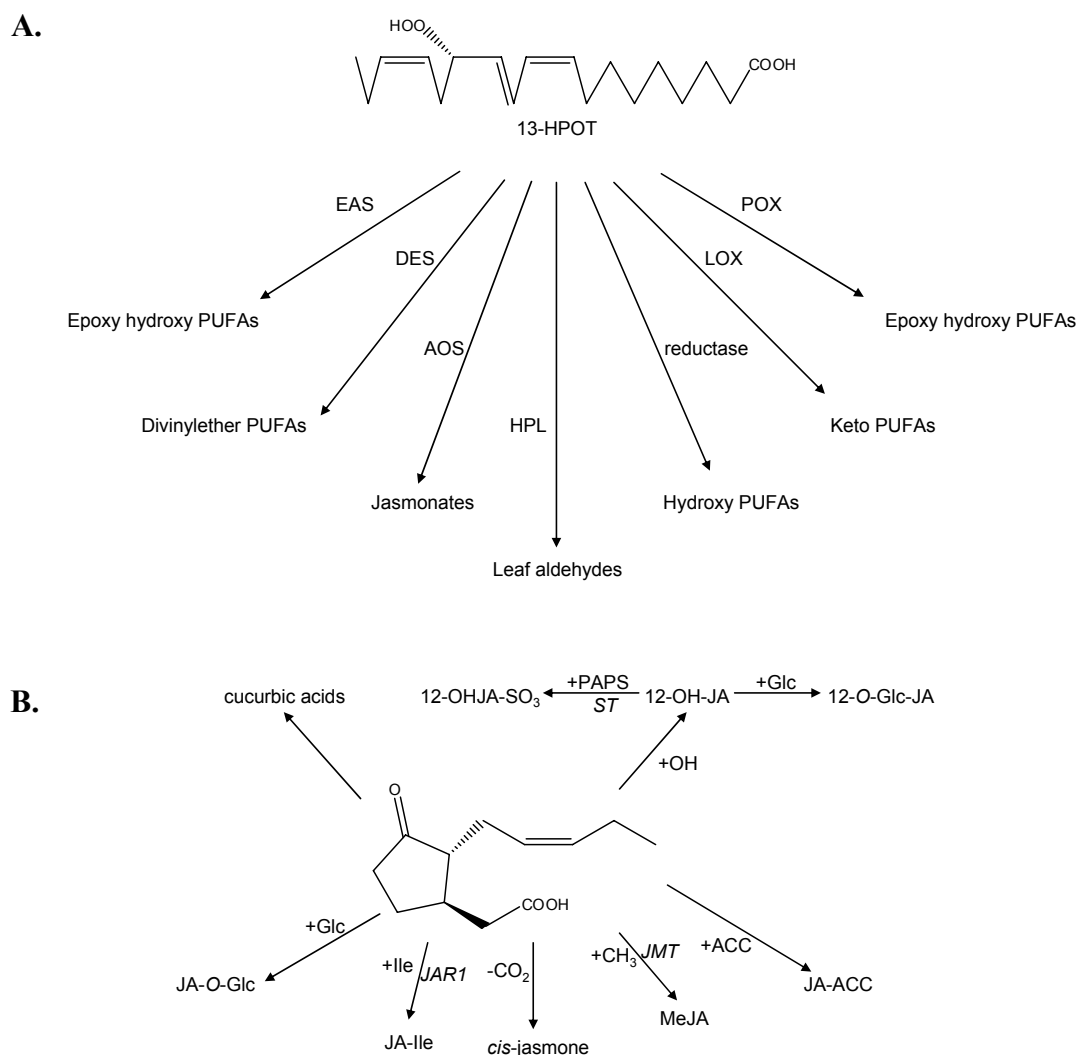 A.
HOO
COOH
13-HPOT
EAS
POX
DES
LOX
Epoxy hydroxy PUFAs
Epoxy hydroxy PUFAs
AOS
reductase
Divinylether PUFAs
HPL
Keto PUFAs
Jasmonates
Hydroxy PUFAs
Leaf aldehydes
B.
cucurbic acids
12-OHJA-SO3
+PAPS
ST
12-OH-JA
+Glc
12-O-Glc-JA
+OH
O
COOH
+Glc
+Ile JAR1
-CO2
+CH3 JMT
+ACC
JA-O-Glc
JA-Ile
cis-jasmone
MeJA
JA-ACC